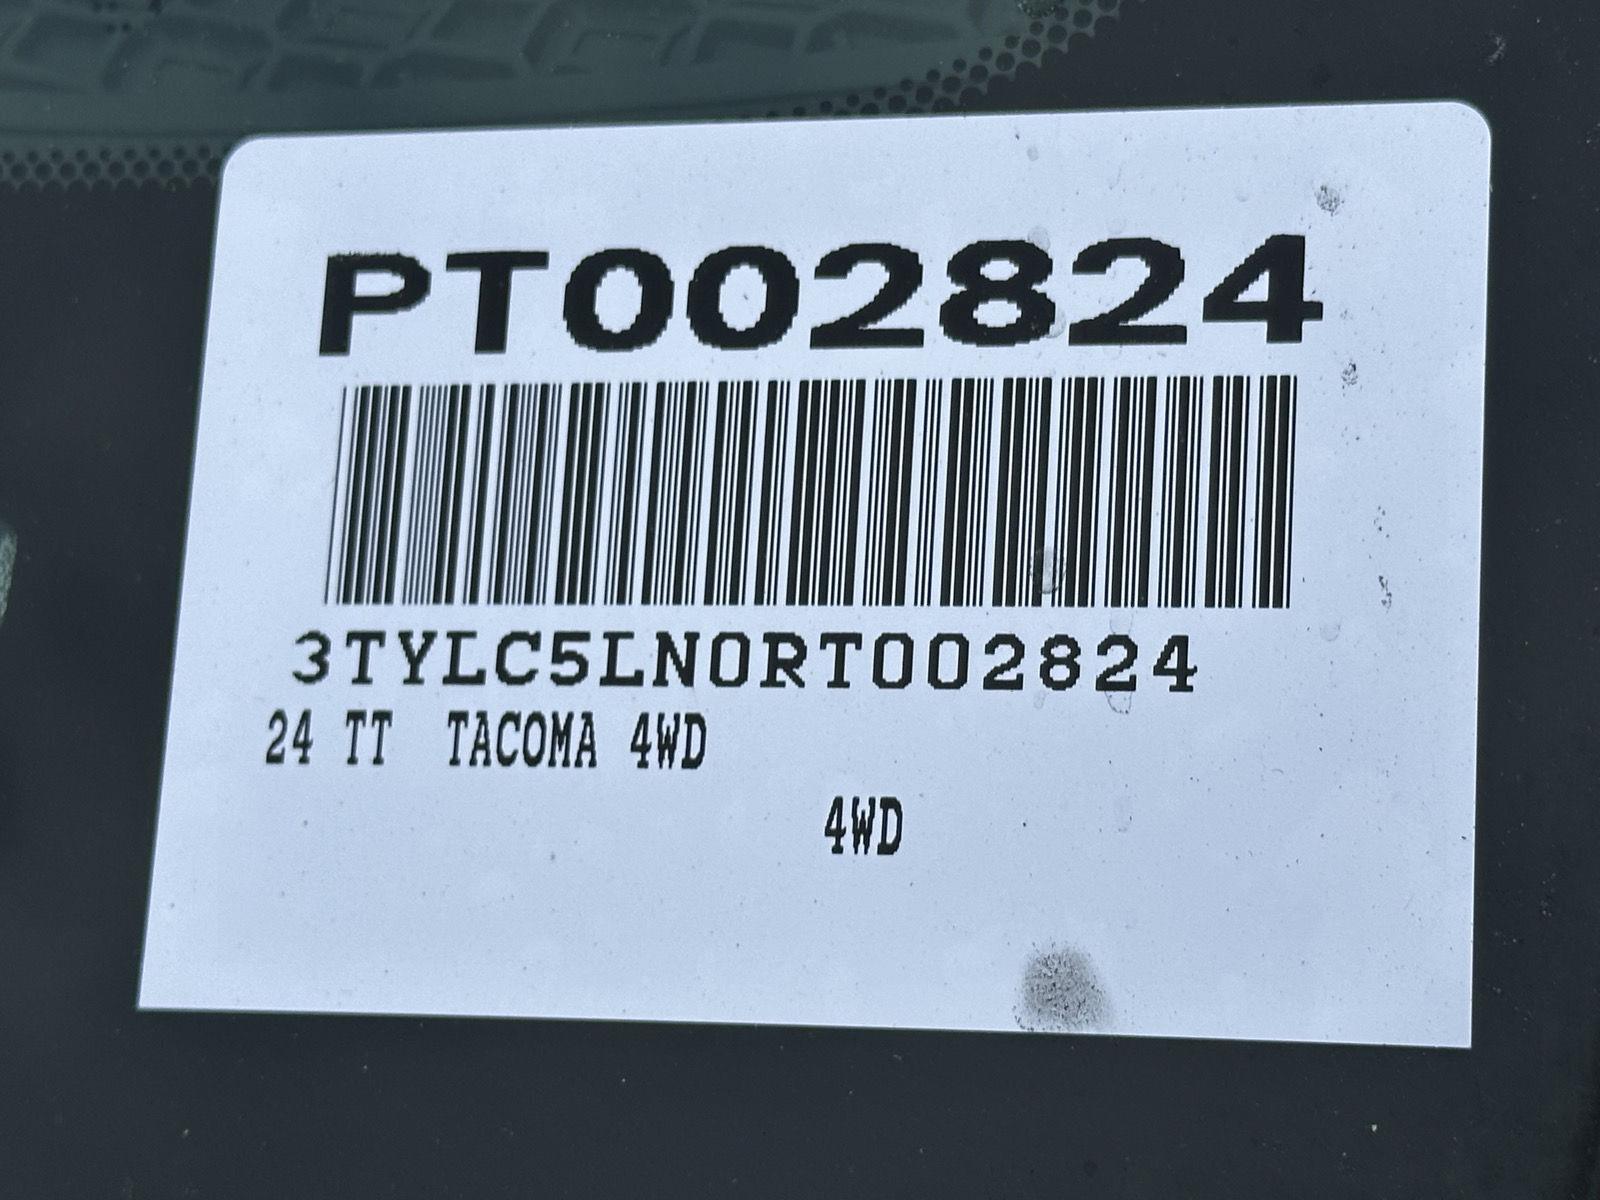 PT002824
3TYLC5LN0RT002824
24 TT TACOMA 4WD
4WD